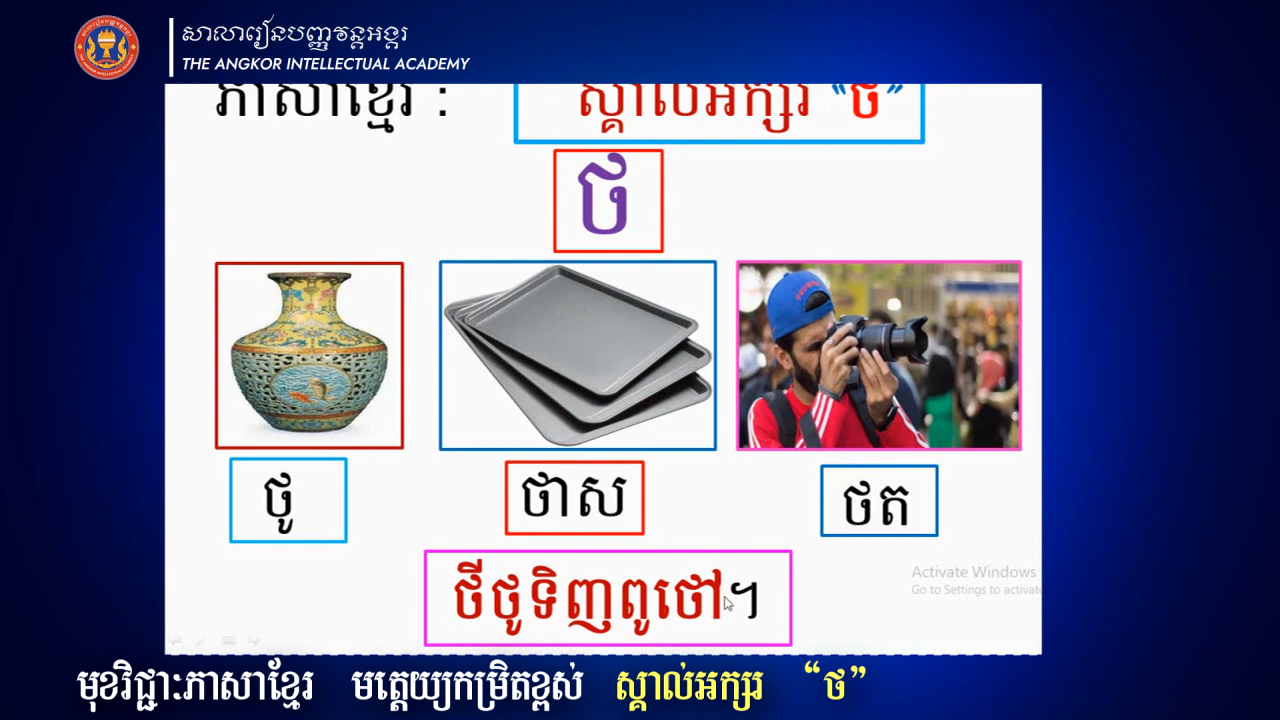 សាលារៀនបញ្ញវន្តអង្គរ
THE ANGKOR INTELLECTUAL ACADEMY
ភាសាខ្មែរ : ស្គាល់អក្សរ “ថ”
ថ
ថូ ថាស ថត
ថីថូទិញពូថៅ។
Activate Windows
Go to Settings to activate
មុខវិជ្ជា:ភាសាខ្មែរ មត្តេយ្យកម្រិតខ្ពស់ ស្គាល់អក្សរ “ថ”